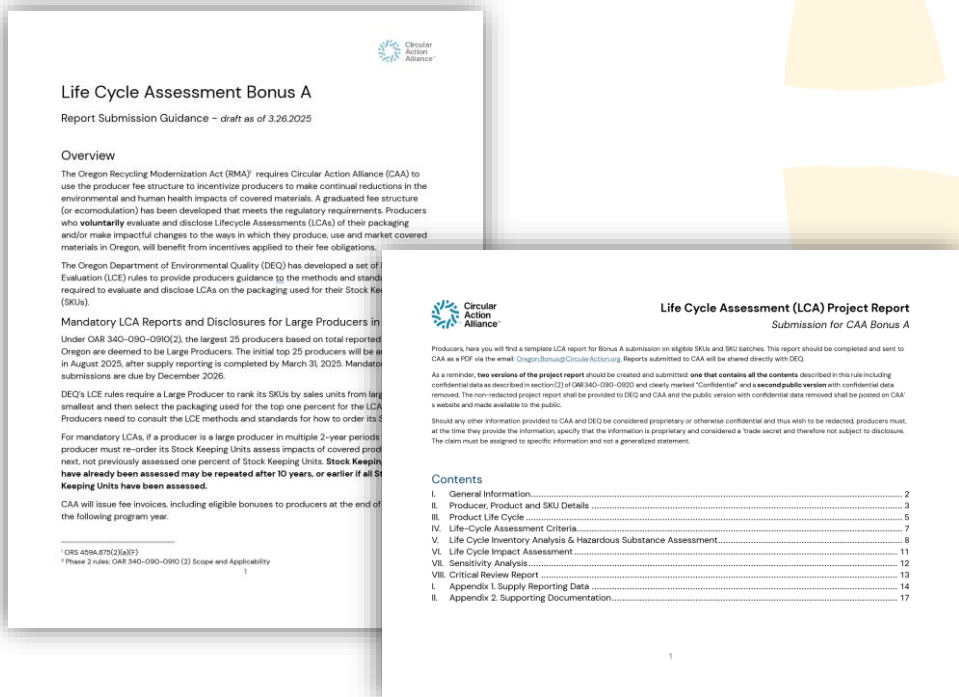 Circular
Action
Alliance™
Life Cycle Assessment Bonus A
Report Submission Guidance – draft as of 3.26.2025
Overview
The Oregon Recycling Modernization Act (RMA)¹ requires Circular Action Alliance (CAA) to
use the producer fee structure to incentivize producers to make continual reductions in the
environmental and human health impacts of covered materials. A graduated fee structure
(or ecomodulation) has been developed that meets the regulatory requirements. Producers
who voluntarily evaluate and disclose Lifecycle Assessments (LCAs) of their packaging
and/or make impactful changes to the ways in which they produce, use and market covered
materials in Oregon, will benefit from incentives applied to their fee obligations.
The Oregon Department of Environmental Quality (DEQ) has developed a set of
Evaluation (LCE) rules to provide producers guidance to the methods and stand
required to evaluate and disclose LCAs on the packaging used for their Stock Ke
(SKUs).
Mandatory LCA Reports and Disclosures for Large Producers in
Under OAR 340-090-0910(2), the largest 25 producers based on total reported
Oregon are deemed to be Large Producers. The initial top 25 producers will be a
in August 2025, after supply reporting is completed by March 31, 2025. Mandato
submissions are due by December 2026.
DEQ's LCE rules require a Large Producer to rank its SKUs by sales units from larg
smallest and then select the packaging used for the top one percent for the LCA
Producers need to consult the LCE methods and standards for how to order its S
For mandatory LCAs, if a producer is a large producer in multiple 2-year periods
producer must re-order its Stock Keeping Units assess impacts of covered prod
next, not previously assessed one percent of Stock Keeping Units. Stock Keepin
have already been assessed may be repeated after 10 years, or earlier if all St
Keeping Units have been assessed.
CAA will issue fee invoices, including eligible bonuses to producers at the end of
the following program year.
¹ ORS 459A.875(2)(a)(F)
² Phase 2 rules: OAR 340-090-0910 (2) Scope and Applicability
1
Circular
Action
Alliance™
Life Cycle Assessment (LCA) Project Report
Submission for CAA Bonus A
Producers, here you will find a template LCA report for Bonus A submission on eligible SKUs and SKU batches. This report should be completed and sent to
CAA as a PDF via the email: Oregon.Bonus@CircularAction.org. Reports submitted to CAA will be shared directly with DEQ.
As a reminder, two versions of the project report should be created and submitted: one that contains all the contents described in this rule including
confidential data as described in section(2) of OAR340-090-0920 and clearly marked "Confidential" and a second public version with confidential data
removed. The non-redacted project report shall be provided to DEQ and CAA and the public version with confidential data removed shall be posted on CAA'
s website and made available to the public.
Should any other information provided to CAA and DEQ be considered proprietary or otherwise confidential and thus wish to be redacted, producers must,
at the time they provide the information, specify that the information is proprietary and considered a 'trade secret and therefore not subject to disclosure.
The claim must be assigned to specific information and not a generalized statement.
Contents
I. General Information.......... 2
II. Producer, Product and SKU Details .......... 3
III. Product Life Cycle .......... 5
IV. Life-Cycle Assessment Criteria.......... 7
V. Life Cycle Inventory Analysis & Hazardous Substance Assessment.......... 8
VI. Life Cycle Impact Assessment .......... 11
VII. Sensitivity Analysis .......... 12
VIII. Critical Review Report .......... 13
I. Appendix 1. Supply Reporting Data .......... 14
II. Appendix 2. Supporting Documentation.......... 17
1